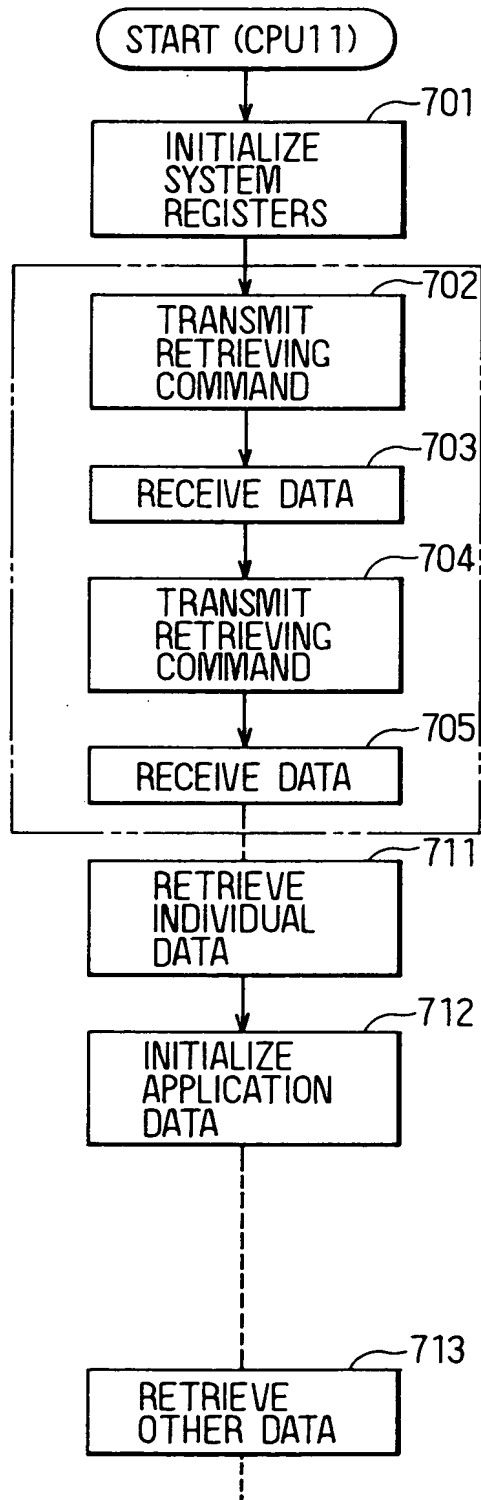 START (CPU11)
701
INITIALIZE
SYSTEM
REGISTERS
702
TRANSMIT
RETRIEVING
COMMAND
703
RECEIVE DATA
704
TRANSMIT
RETRIEVING
COMMAND
705
RECEIVE DATA
711
RETRIEVE
INDIVIDUAL
DATA
712
INITIALIZE
APPLICATION
DATA
713
RETRIEVE
OTHER DATA